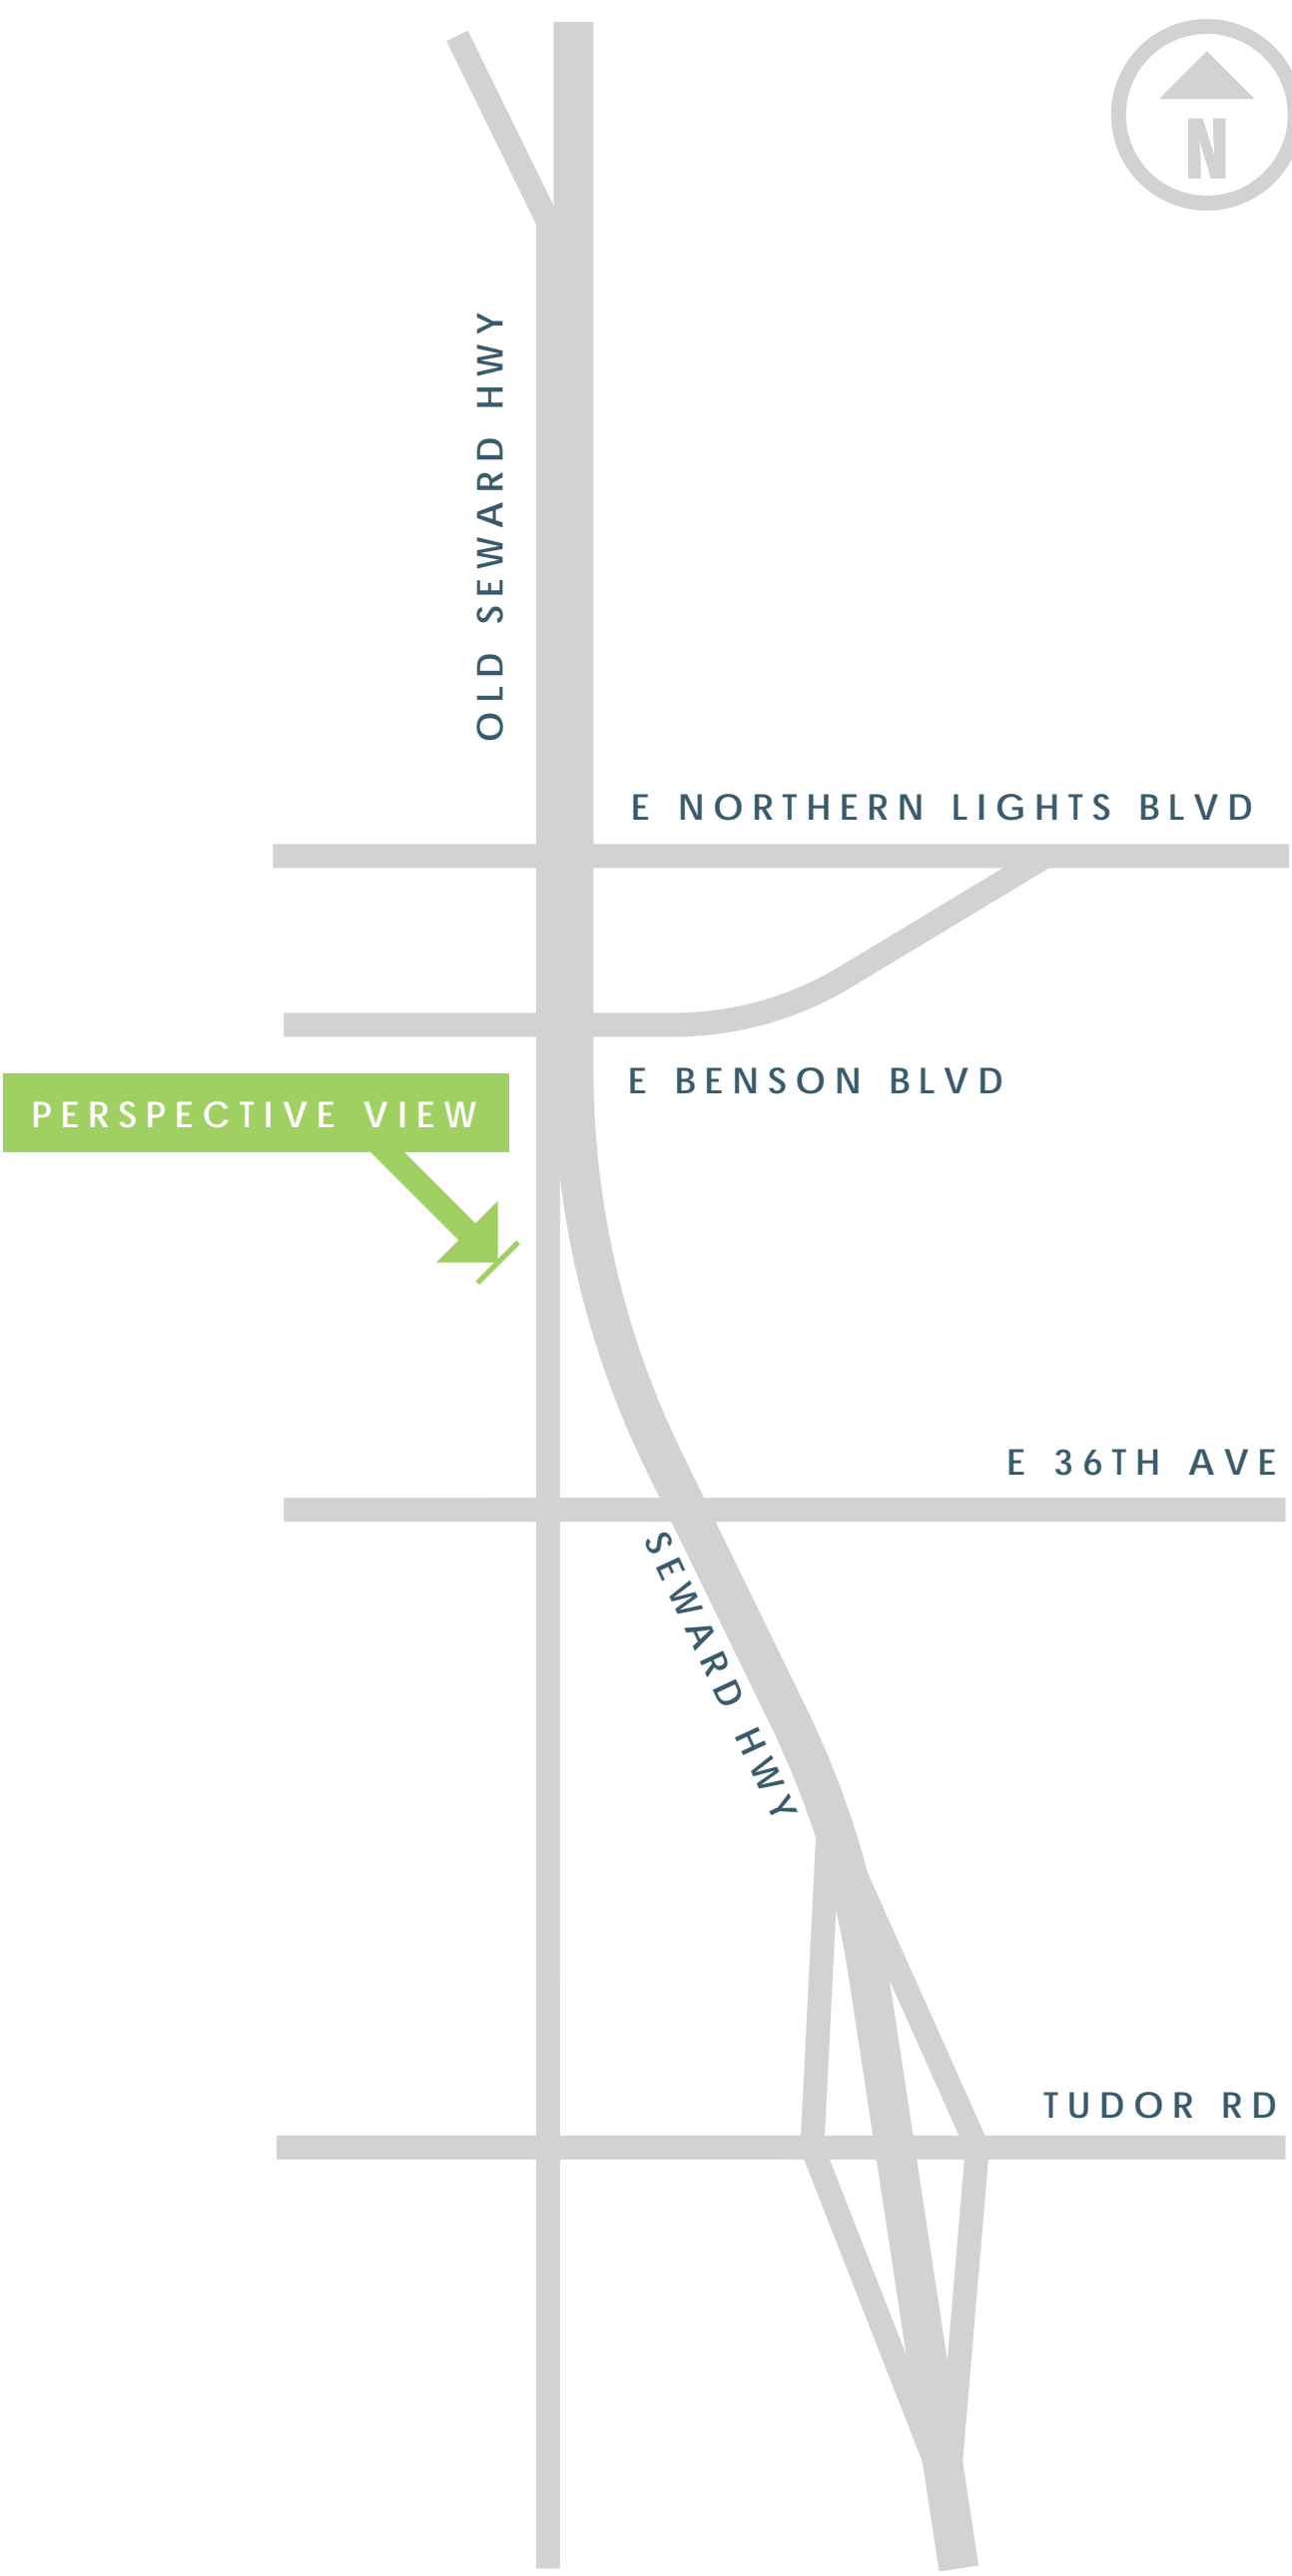 N
OLD SEWARD HWY
E NORTHERN LIGHTS BLVD
E BENSON BLVD
PERSPECTIVE VIEW
E 36TH AVE
SEWARD HWY
TUDOR RD